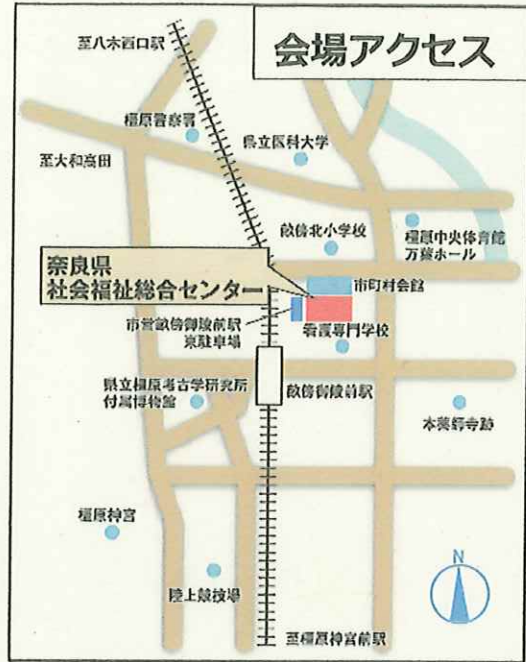 会場アクセス
至八木西口駅
橿原警察署
県立医科大学
至大和高田
畝傍北小学校
橿原中央体育館
万葉ホール
奈良県
社会福祉総合センター
市町村会館
市営畝傍御陵前駅
東駐車場
看護専門学校
県立橿原考古学研究所
付属博物館
畝傍御陵前駅
本薬師寺跡
橿原神宮
陸上競技場
至橿原神宮前駅
N